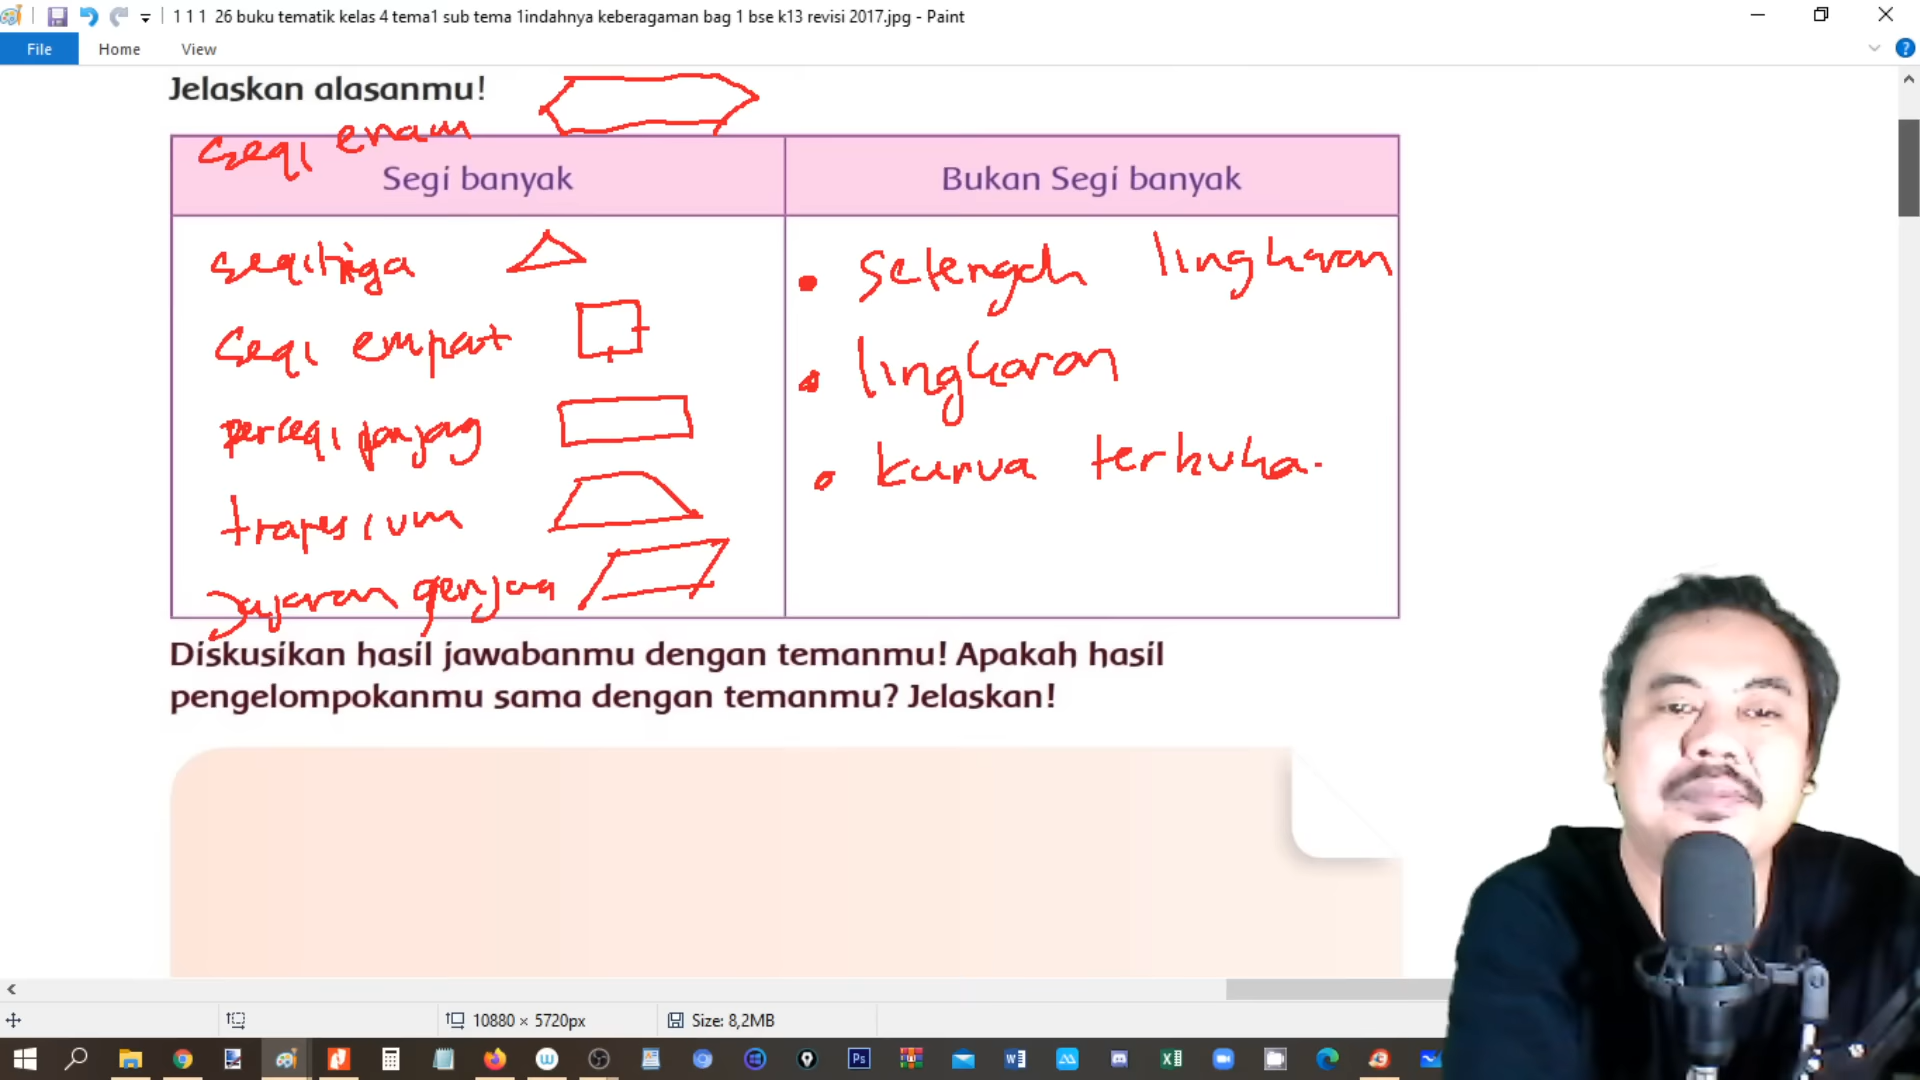 1 1 1 26 buku tematik kelas 4 tema1 sub tema 1indahnya keberagaman bag 1 bse k13 revisi 2017.jpg - Paint
File Home View
Jelaskan alasanmu!
segi enam
Segi banyak
Bukan Segi banyak
segitiga
segi empat
persegi panjang
trapesium
jajaran genjang
• setengah lingkaran
• lingkaran
• kurva terbuka.
Diskusikan hasil jawabanmu dengan temanmu! Apakah hasil
pengelompokanmu sama dengan temanmu? Jelaskan!
10880 × 5720px
Size: 8,2MB